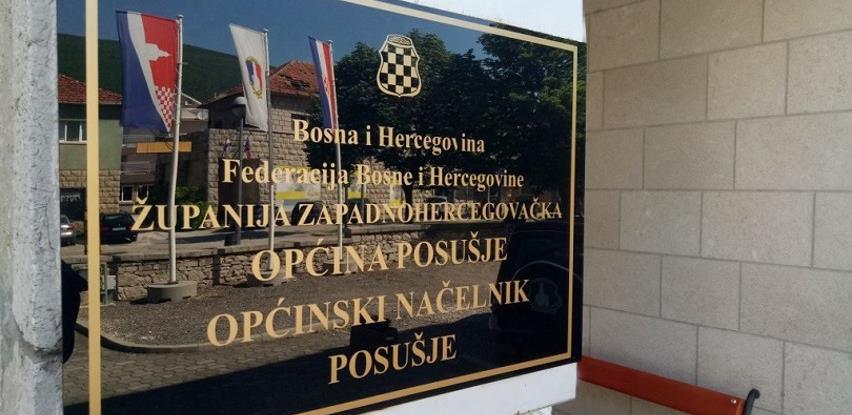 Bosna i Hercegovina
Federacija Bosne i Hercegovine
ŽUPANIJA ZAPADNOHERCEGOVAČKA
OPĆINA POSUŠJE
OPĆINSKI NAČELNIK
POSUŠJE